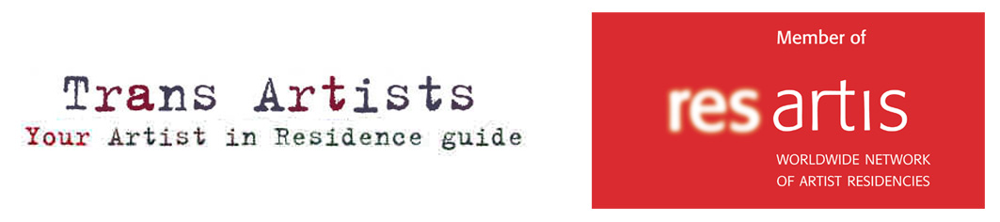 Trans Artists
Your Artist in Residence guide
Member of
res artis
WORLDWIDE NETWORK
OF ARTIST RESIDENCIES